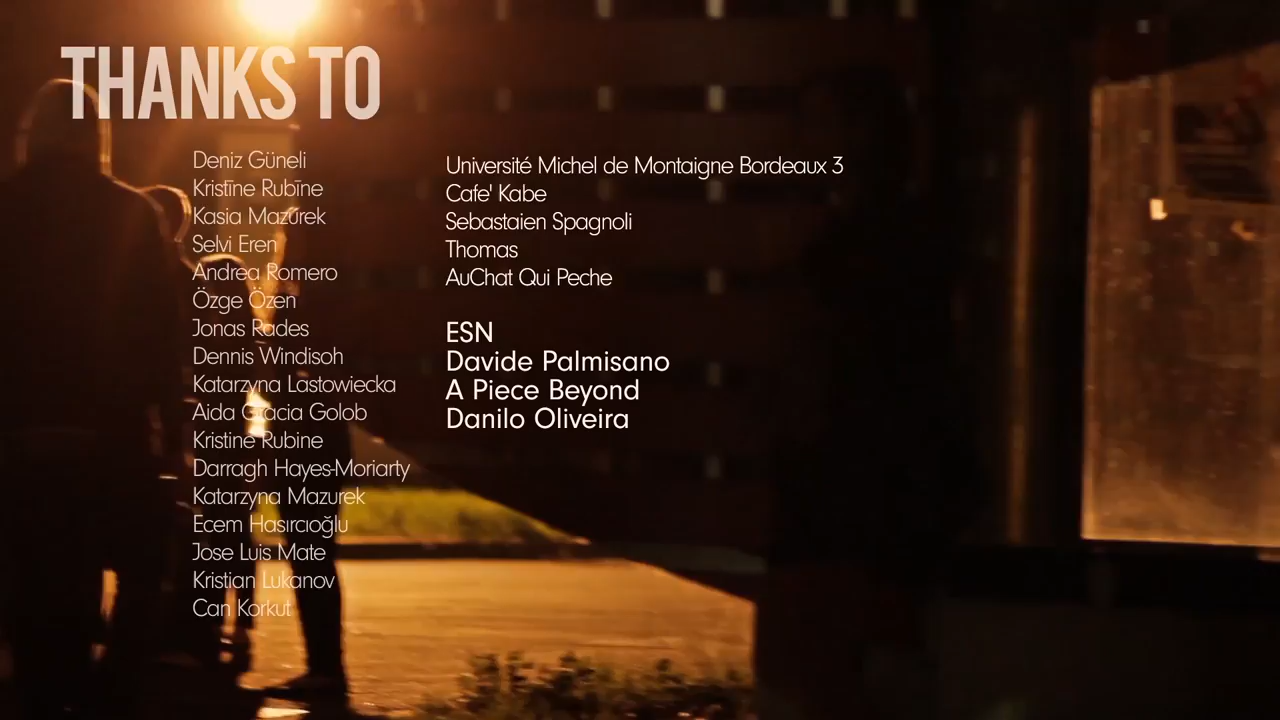 THANKS TO
Deniz Güneli
Kristīne Rubīne
Kasia Mazurek
Selvi Eren
Andrea Romero
Özge Özen
Jonas Rades
Dennis Windisoh
Katarzyna Lastowiecka
Aida Gracia Golob
Kristine Rubine
Darragh Hayes-Moriarty
Katarzyna Mazurek
Ecem Hasırcıoğlu
Jose Luis Mate
Kristian Lukanov
Can Korkut
Université Michel de Montaigne Bordeaux 3
Cafe' Kabe
Sebastaien Spagnoli
Thomas
AuChat Qui Peche
ESN
Davide Palmisano
A Piece Beyond
Danilo Oliveira